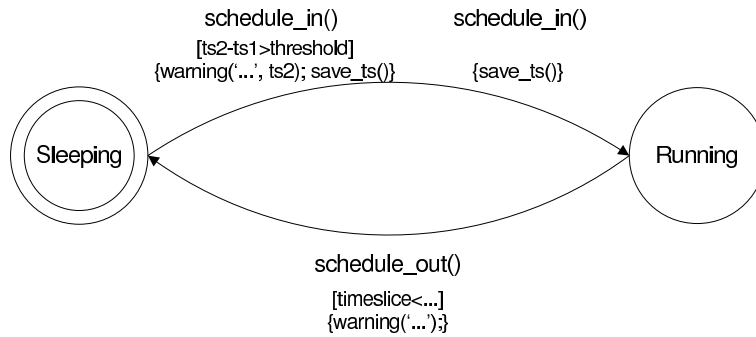 schedule_in()
[ts2-ts1>threshold]
{warning('...', ts2); save_ts()}
schedule_in()
{save_ts()}
Sleeping
Running
schedule_out()
[timeslice<...]
{warning('...');}